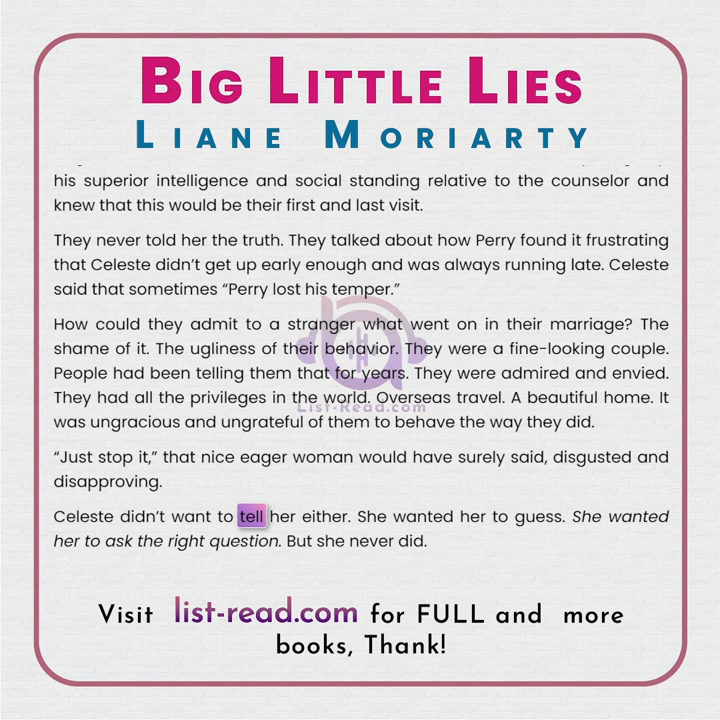 BIG LITTLE LIES
LIANE MORIARTY
his superior intelligence and social standing relative to the counselor and
knew that this would be their first and last visit.
They never told her the truth. They talked about how Perry found it frustrating
that Celeste didn’t get up early enough and was always running late. Celeste
said that sometimes “Perry lost his temper.”
How could they admit to a stranger what went on in their marriage? The
shame of it. The ugliness of their behavior. They were a fine-looking couple.
People had been telling them that for years. They were admired and envied.
They had all the privileges in the world. Overseas travel. A beautiful home. It
List-Read.com
was ungracious and ungrateful of them to behave the way they did.
“Just stop it,” that nice eager woman would have surely said, disgusted and
disapproving.
Celeste didn’t want to tell her either. She wanted her to guess. She wanted
her to ask the right question. But she never did.
Visit list-read.com for FULL and more
books, Thank!